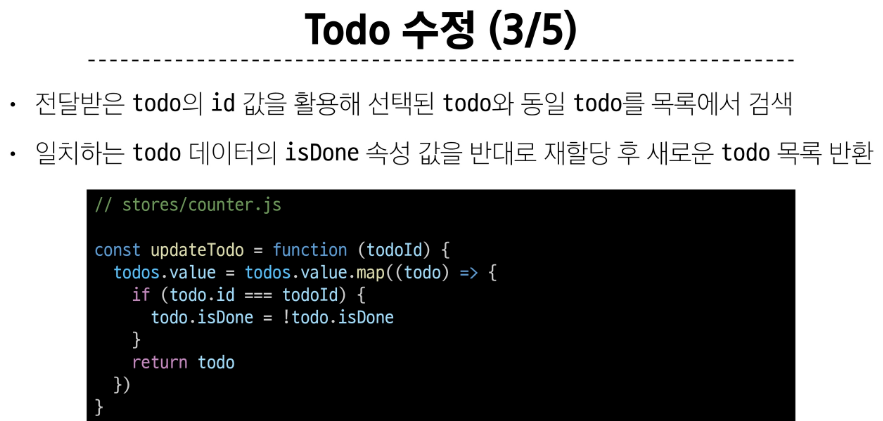 Todo 수정 (3/5)
• 전달받은 todo의 id 값을 활용해 선택된 todo와 동일 todo를 목록에서 검색
• 일치하는 todo 데이터의 isDone 속성 값을 반대로 재할당 후 새로운 todo 목록 반환
// stores/counter.js
const updateTodo = function (todoId) {
  todos.value = todos.value.map((todo) => {
    if (todo.id === todoId) {
      todo.isDone = !todo.isDone
    }
    return todo
  })
}